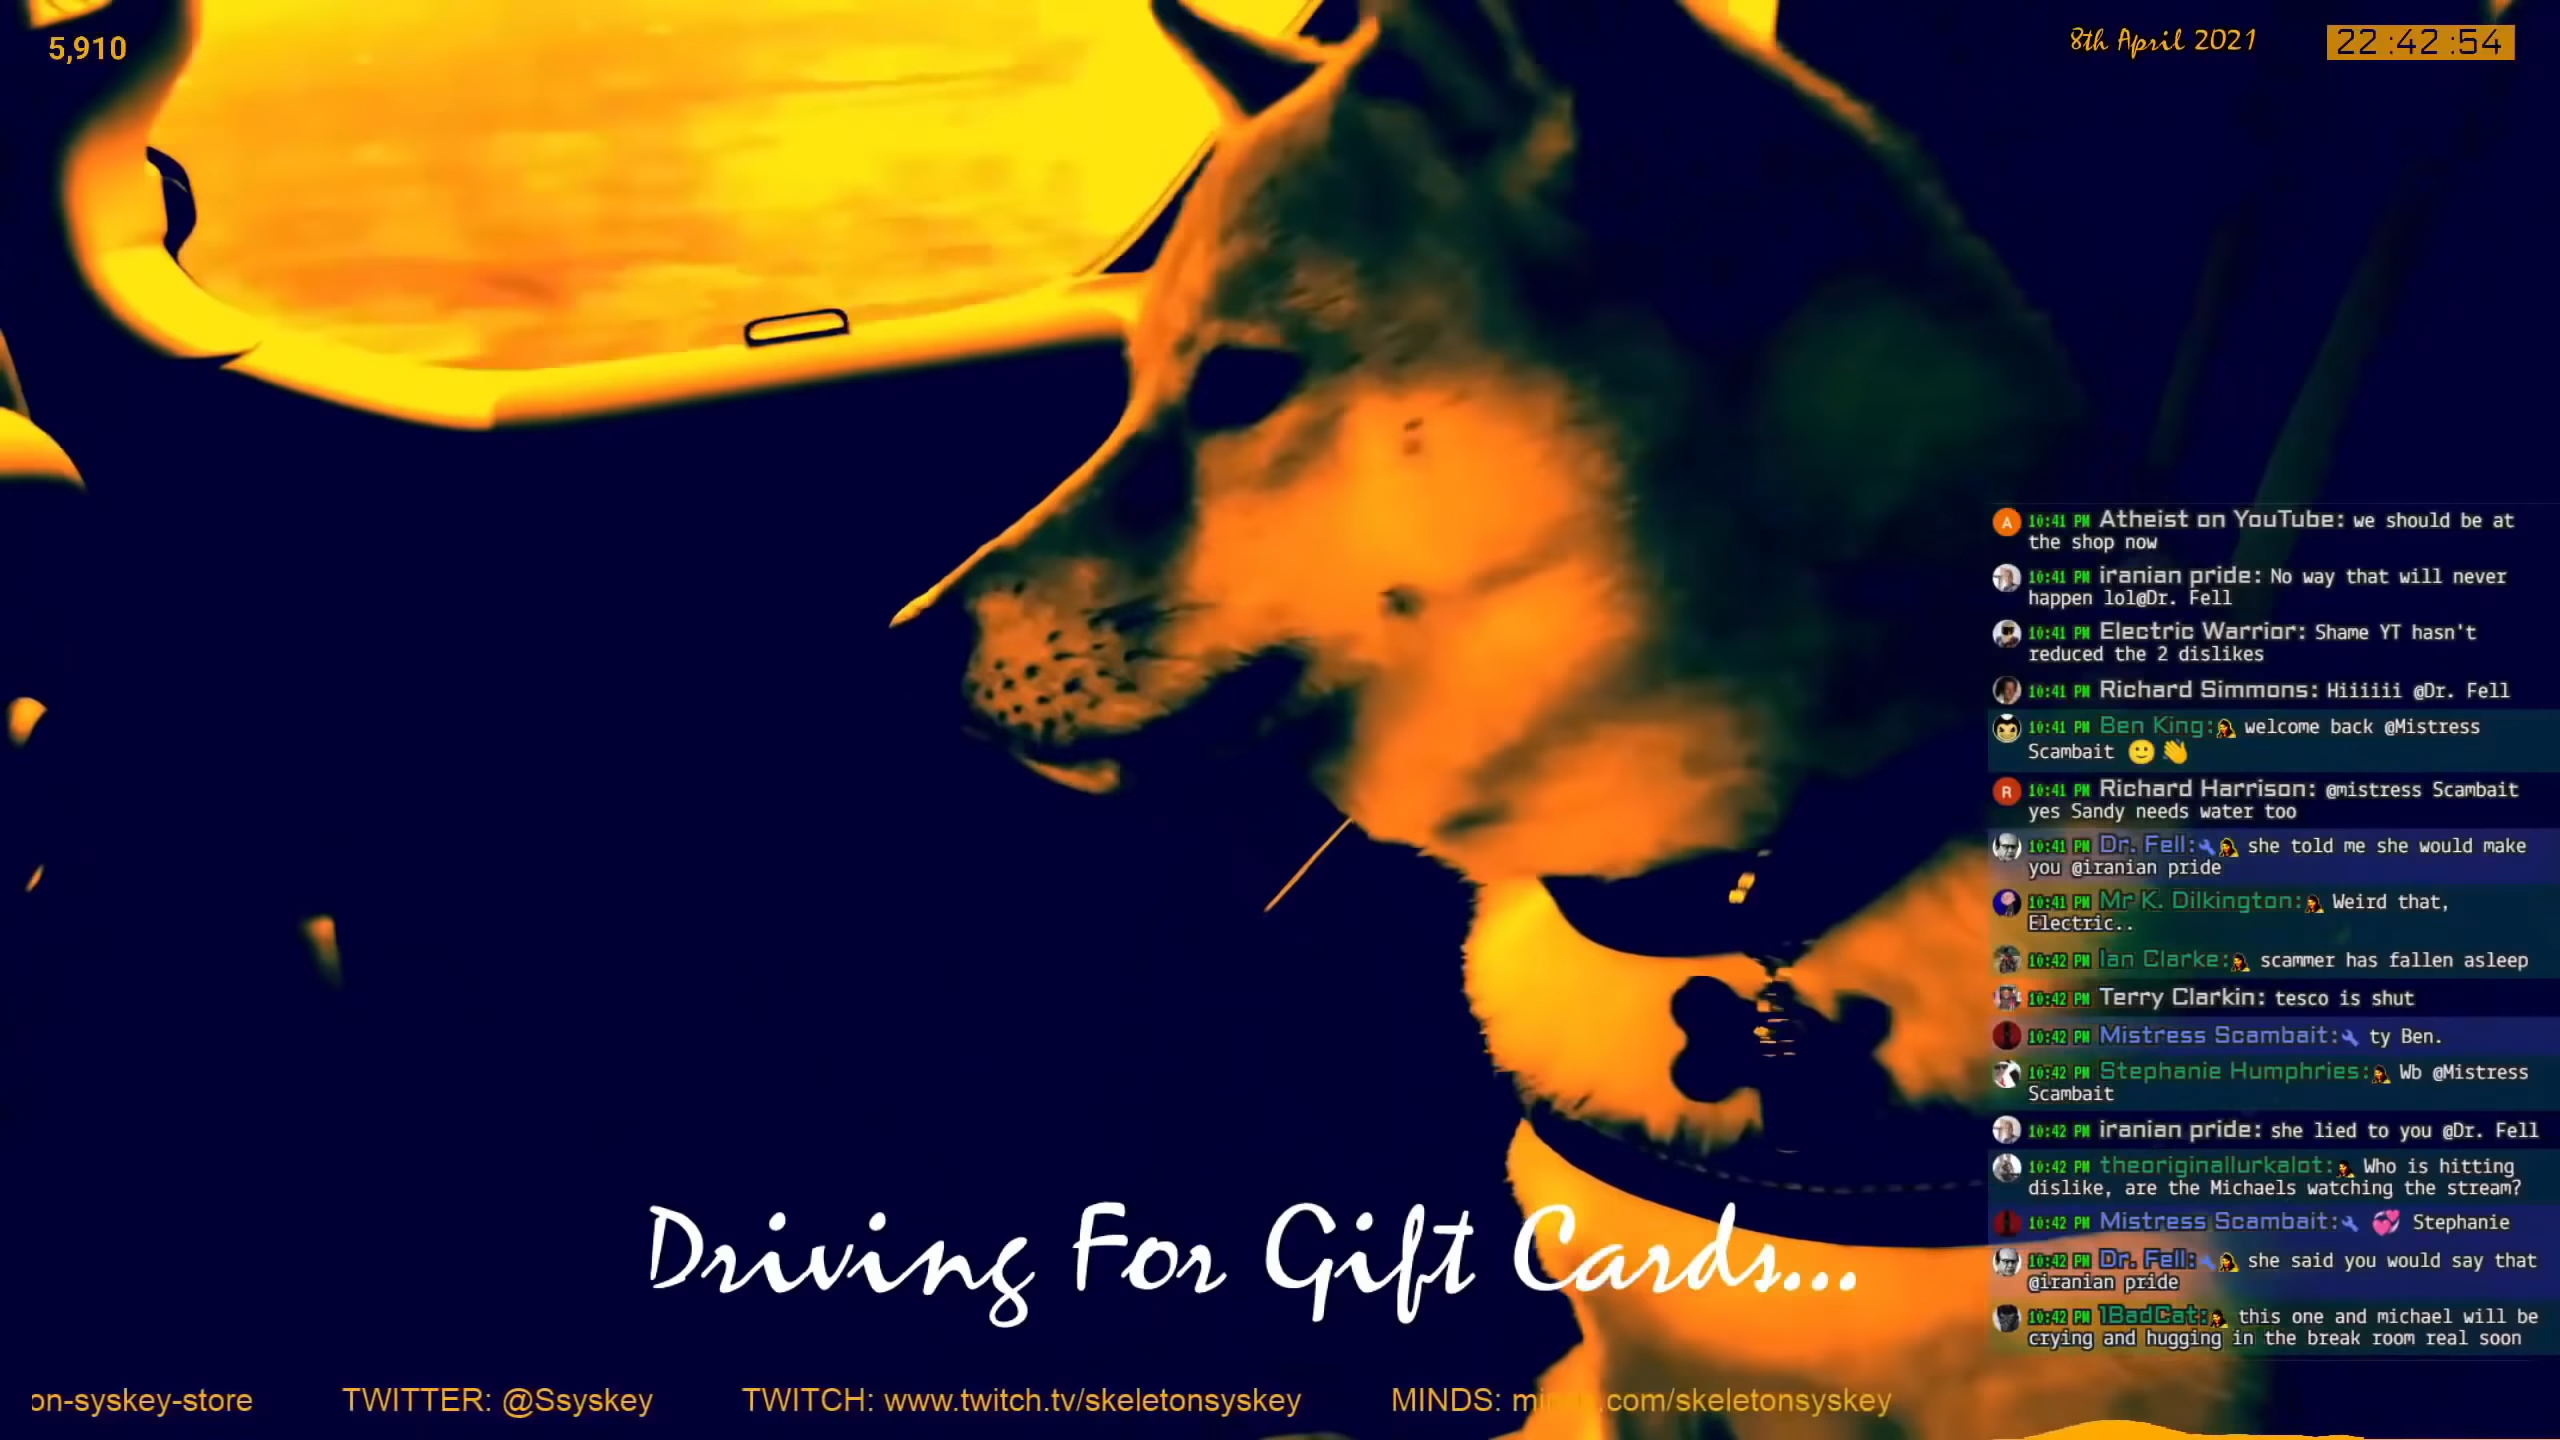 5,910
8th April 2021
22:42:54
10:41 PM Atheist on YouTube: we should be at
the shop now
10:41 PM iranian pride: No way that will never
happen lol@Dr. Fell
10:41 PM Electric Warrior: Shame YT hasn't
reduced the 2 dislikes
10:41 PM Richard Simmons: Hiiiiii @Dr. Fell
10:41 PM Ben King: welcome back @Mistress
Scambait 🙂 👋
10:41 PM Richard Harrison: @mistress Scambait
yes Sandy needs water too
10:41 PM Dr. Fell: she told me she would make
you @iranian pride
10:41 PM Mr K. Dilkington: Weird that,
Electric..
10:42 PM Ian Clarke: scammer has fallen asleep
10:42 PM Terry Clarkin: tesco is shut
10:42 PM Mistress Scambait: ty Ben.
10:42 PM Stephanie Humphries: Wb @Mistress
Scambait
10:42 PM iranian pride: she lied to you @Dr. Fell
10:42 PM theoriginallurkalot: Who is hitting
dislike, are the Michaels watching the stream?
10:42 PM Mistress Scambait: 💞 Stephanie
10:42 PM Dr. Fell: she said you would say that
@iranian pride
10:42 PM 1BadCat: this one and michael will be
crying and hugging in the break room real soon
Driving For Gift Cards...
on-syskey-store TWITTER: @Ssyskey TWITCH: www.twitch.tv/skeletonsyskey MINDS: minds.com/skeletonsyskey